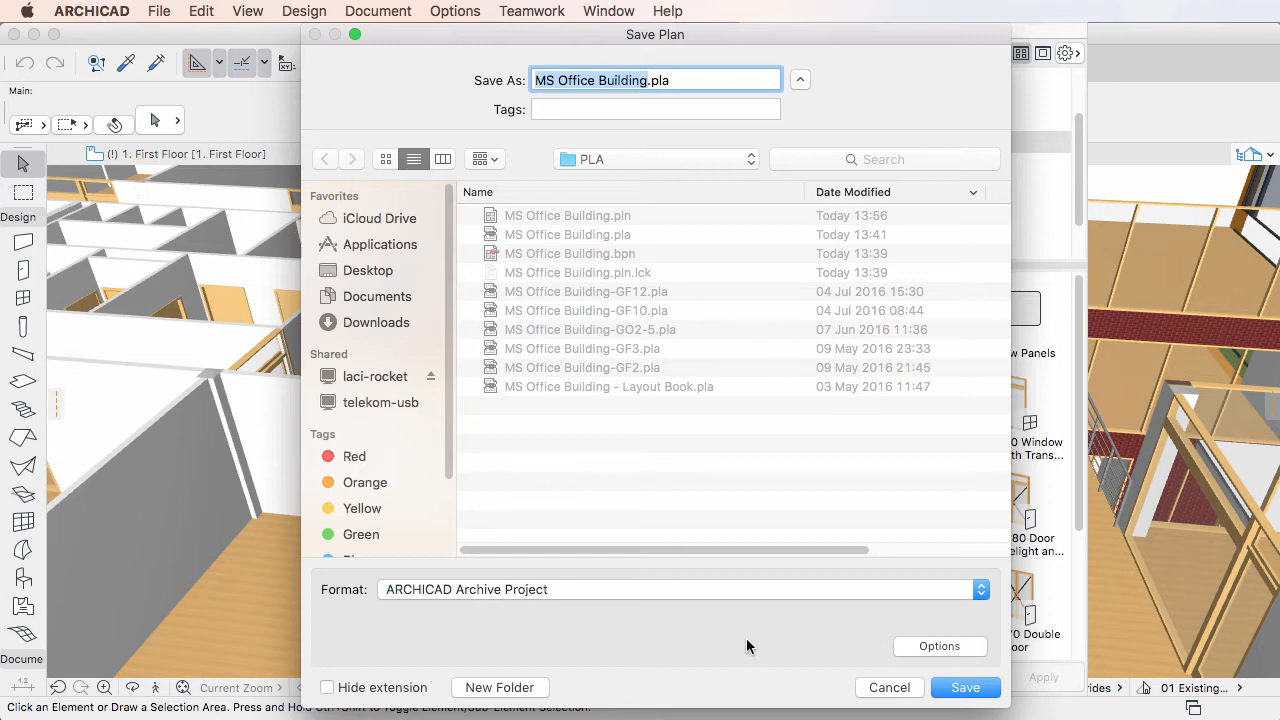 ARCHICAD File Edit View Design Document Options Teamwork Window Help
Save Plan
Save As: MS Office Building.pla
Tags:
Main:
(!) 1. First Floor [1. First Floor]
PLA
Search
Design
Favorites
iCloud Drive
Applications
Desktop
Documents
Downloads
Shared
laci-rocket
telekom-usb
Tags
Red
Orange
Yellow
Green
Name Date Modified
MS Office Building.pln Today 13:56
MS Office Building.pla Today 13:41
MS Office Building.bpn Today 13:39
MS Office Building.pln.lck Today 13:39
MS Office Building-GF12.pla 04 Jul 2016 15:30
MS Office Building-GF10.pla 04 Jul 2016 08:44
MS Office Building-GO2-5.pla 07 Jun 2016 11:36
MS Office Building-GF3.pla 09 May 2016 23:33
MS Office Building-GF2.pla 09 May 2016 21:45
MS Office Building - Layout Book.pla 03 May 2016 11:47
w Panels
0 Window
with Trans...
80 Door
elight an...
70 Double
oor
Format: ARCHICAD Archive Project
Options
Docume
Hide extension New Folder Cancel Save
Apply
1.2
Current Zoom
rides
01 Existing...
Click an Element or Draw a Selection Area. Press and Hold Ctrl+Shift to Toggle Element/Sub-Element Selection.